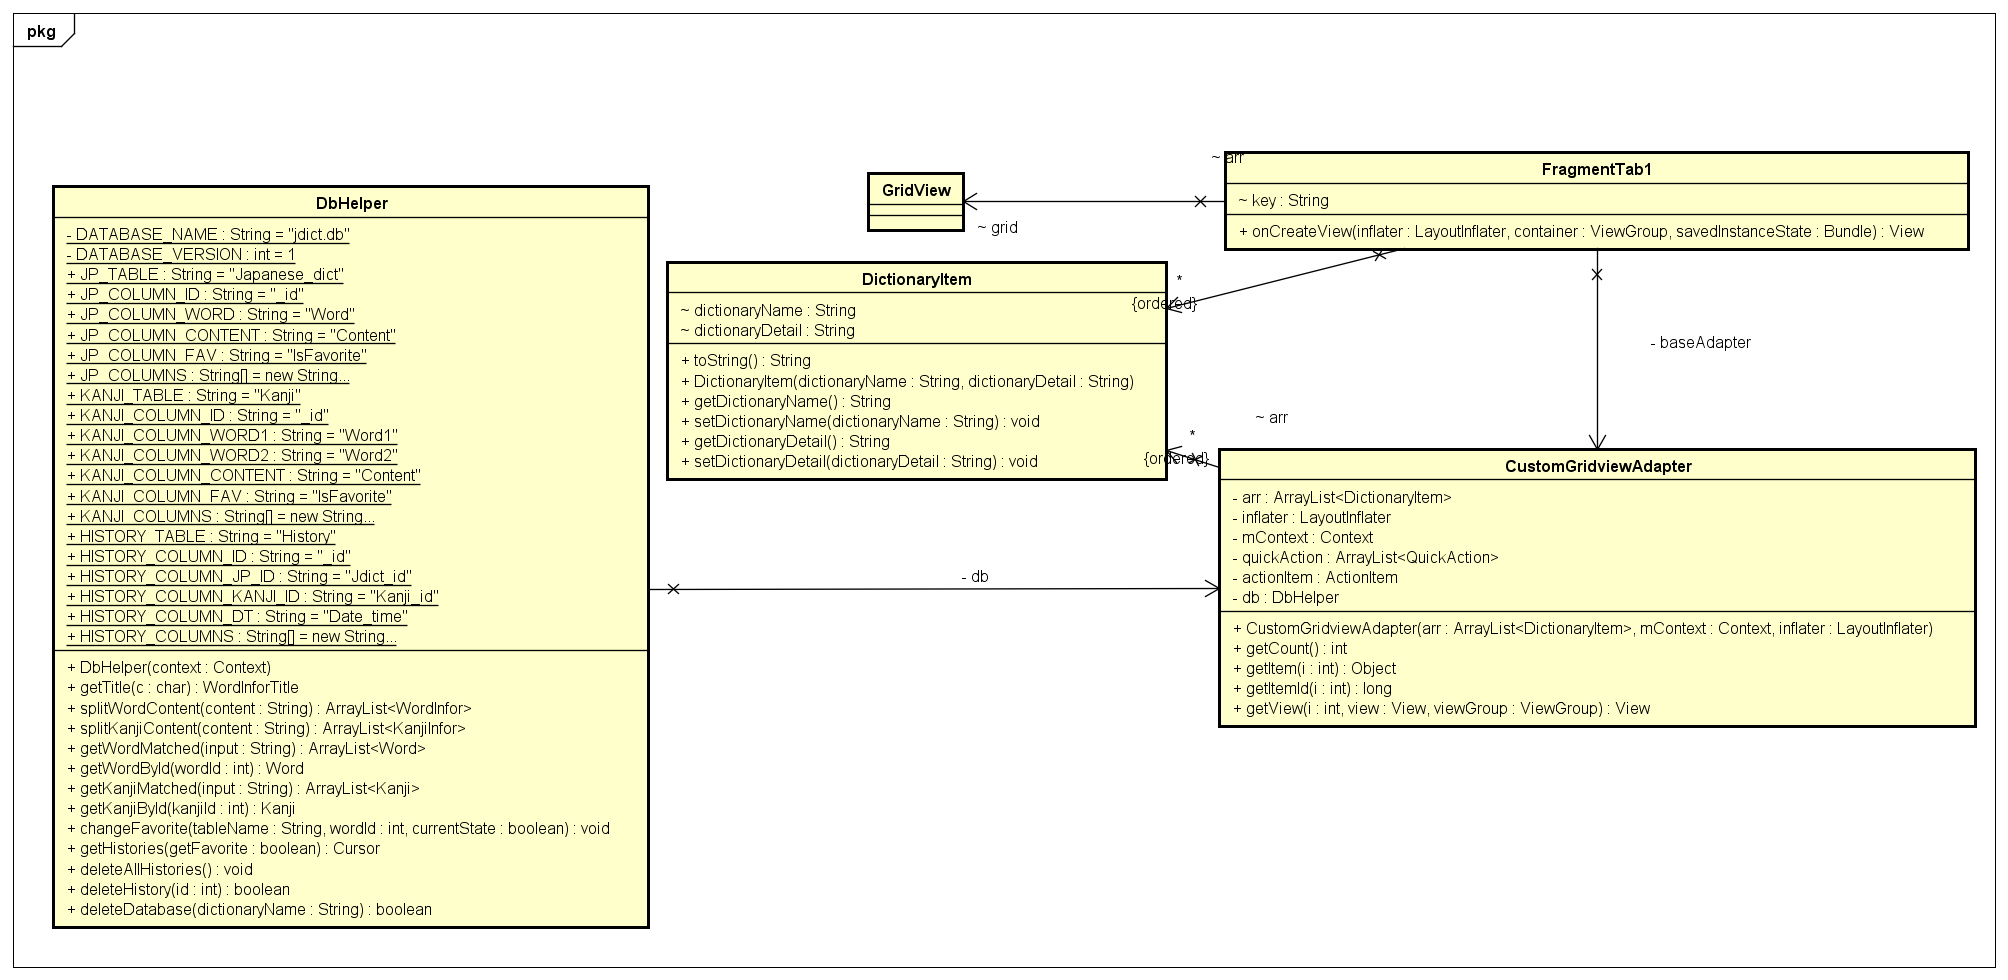 pkg
DbHelper
- DATABASE_NAME : String = "jdict.db"
- DATABASE_VERSION : int = 1
+ JP_TABLE : String = "Japanese_dict"
+ JP_COLUMN_ID : String = "_id"
+ JP_COLUMN_WORD : String = "Word"
+ JP_COLUMN_CONTENT : String = "Content"
+ JP_COLUMN_FAV : String = "IsFavorite"
+ JP_COLUMNS : String[] = new String...
+ KANJI_TABLE : String = "Kanji"
+ KANJI_COLUMN_ID : String = "_id"
+ KANJI_COLUMN_WORD1 : String = "Word1"
+ KANJI_COLUMN_WORD2 : String = "Word2"
+ KANJI_COLUMN_CONTENT : String = "Content"
+ KANJI_COLUMN_FAV : String = "IsFavorite"
+ KANJI_COLUMNS : String[] = new String...
+ HISTORY_TABLE : String = "History"
+ HISTORY_COLUMN_ID : String = "_id"
+ HISTORY_COLUMN_JP_ID : String = "Jdict_id"
+ HISTORY_COLUMN_KANJI_ID : String = "Kanji_id"
+ HISTORY_COLUMN_DT : String = "Date_time"
+ HISTORY_COLUMNS : String[] = new String...
+ DbHelper(context : Context)
+ getTitle(c : char) : WordInforTitle
+ splitWordContent(content : String) : ArrayList<WordInfor>
+ splitKanjiContent(content : String) : ArrayList<KanjiInfor>
+ getWordMatched(input : String) : ArrayList<Word>
+ getWordById(wordId : int) : Word
+ getKanjiMatched(input : String) : ArrayList<Kanji>
+ getKanjiById(kanjiId : int) : Kanji
+ changeFavorite(tableName : String, wordId : int, currentState : boolean) : void
+ getHistories(getFavorite : boolean) : Cursor
+ deleteAllHistories() : void
+ deleteHistory(id : int) : boolean
+ deleteDatabase(dictionaryName : String) : boolean
GridView
~ grid
~ arr
FragmentTab1
~ key : String
+ onCreateView(inflater : LayoutInflater, container : ViewGroup, savedInstanceState : Bundle) : View
DictionaryItem
~ dictionaryName : String
~ dictionaryDetail : String
+ toString() : String
+ DictionaryItem(dictionaryName : String, dictionaryDetail : String)
+ getDictionaryName() : String
+ setDictionaryName(dictionaryName : String) : void
+ getDictionaryDetail() : String
+ setDictionaryDetail(dictionaryDetail : String) : void
*
{ordered}
- baseAdapter
~ arr
*
{ordered}
- db
CustomGridviewAdapter
- arr : ArrayList<DictionaryItem>
- inflater : LayoutInflater
- mContext : Context
- quickAction : ArrayList<QuickAction>
- actionItem : ActionItem
- db : DbHelper
+ CustomGridviewAdapter(arr : ArrayList<DictionaryItem>, mContext : Context, inflater : LayoutInflater)
+ getCount() : int
+ getItem(i : int) : Object
+ getItemId(i : int) : long
+ getView(i : int, view : View, viewGroup : ViewGroup) : View